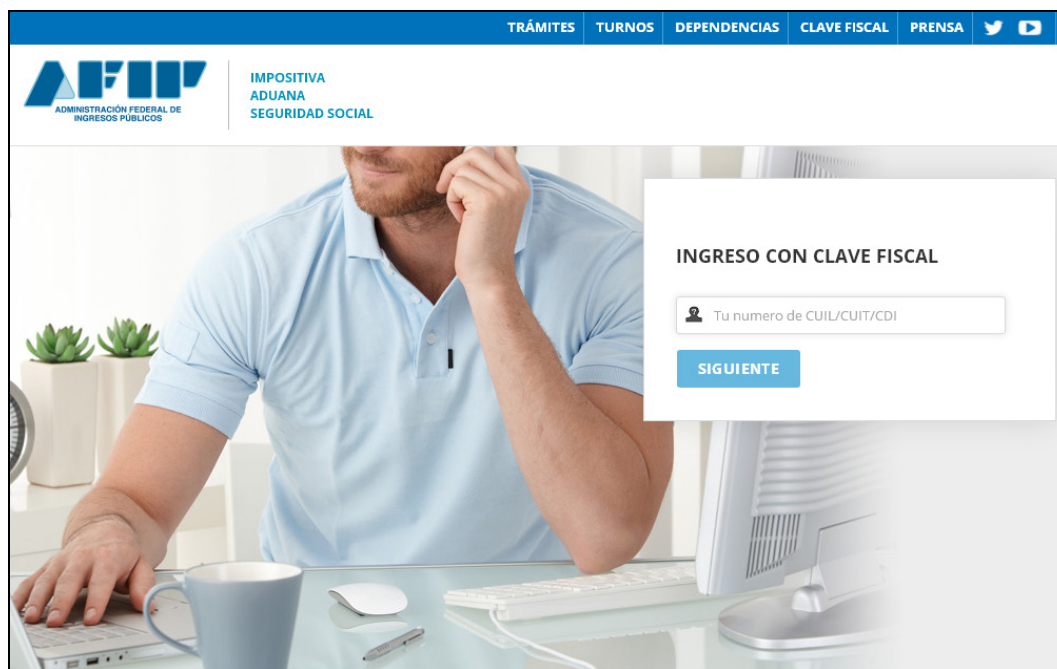 TRÁMITES TURNOS DEPENDENCIAS CLAVE FISCAL PRENSA
AFIP
ADMINISTRACIÓN FEDERAL DE
INGRESOS PÚBLICOS
IMPOSITIVA
ADUANA
SEGURIDAD SOCIAL
INGRESO CON CLAVE FISCAL
Tu numero de CUIL/CUIT/CDI
SIGUIENTE